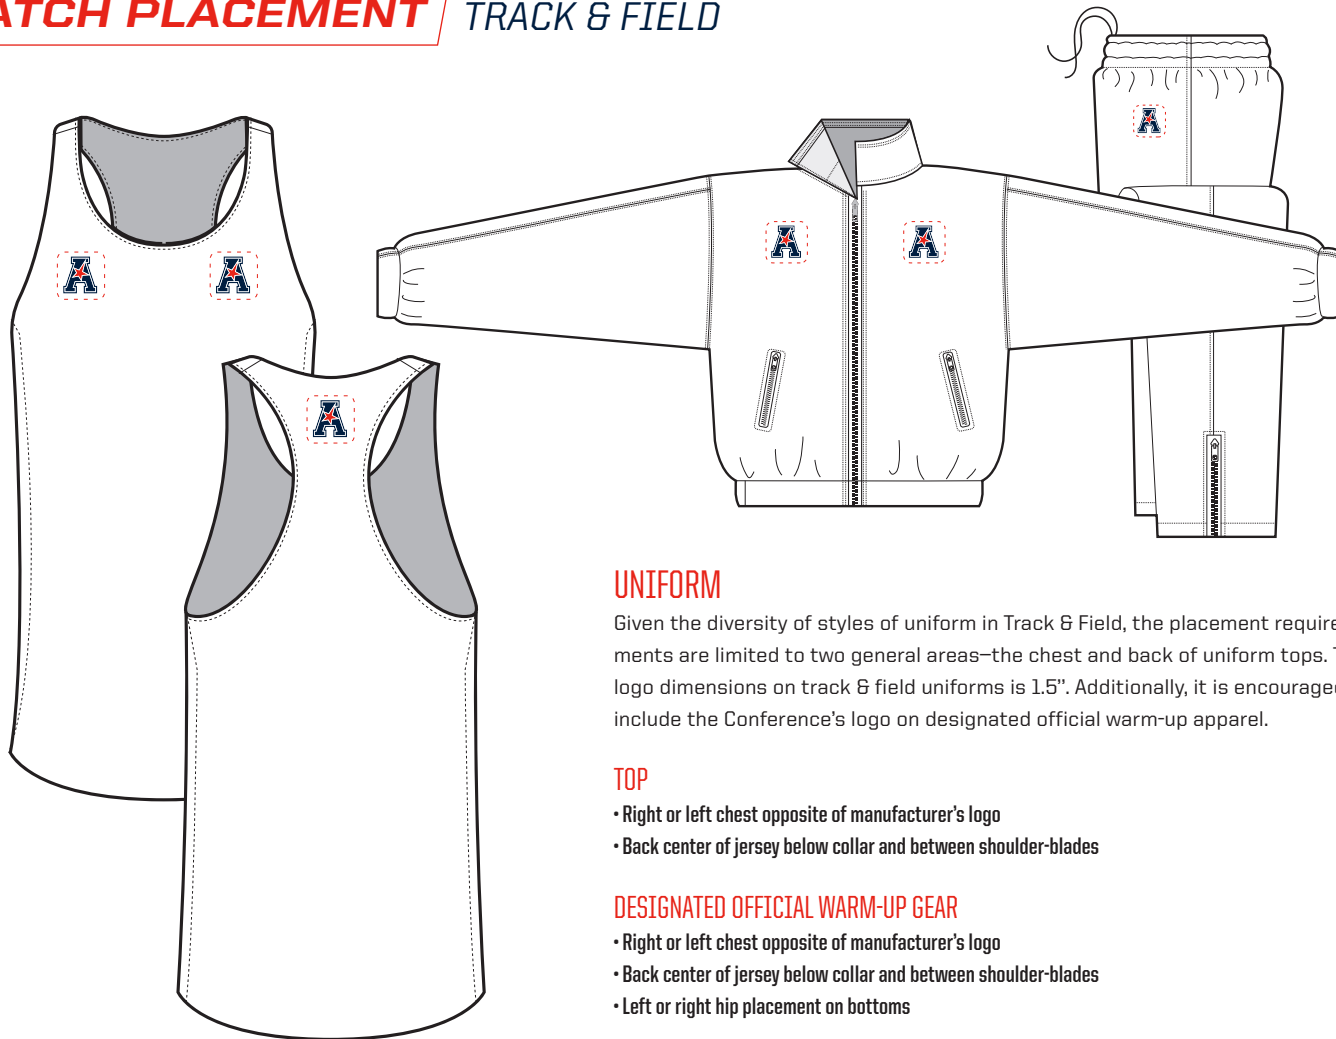 ATCH PLACEMENT TRACK & FIELD
UNIFORM
Given the diversity of styles of uniform in Track & Field, the placement require
ments are limited to two general areas—the chest and back of uniform tops. T
logo dimensions on track & field uniforms is 1.5”. Additionally, it is encouraged
include the Conference’s logo on designated official warm-up apparel.
TOP
• Right or left chest opposite of manufacturer’s logo
• Back center of jersey below collar and between shoulder-blades
DESIGNATED OFFICIAL WARM-UP GEAR
• Right or left chest opposite of manufacturer’s logo
• Back center of jersey below collar and between shoulder-blades
• Left or right hip placement on bottoms